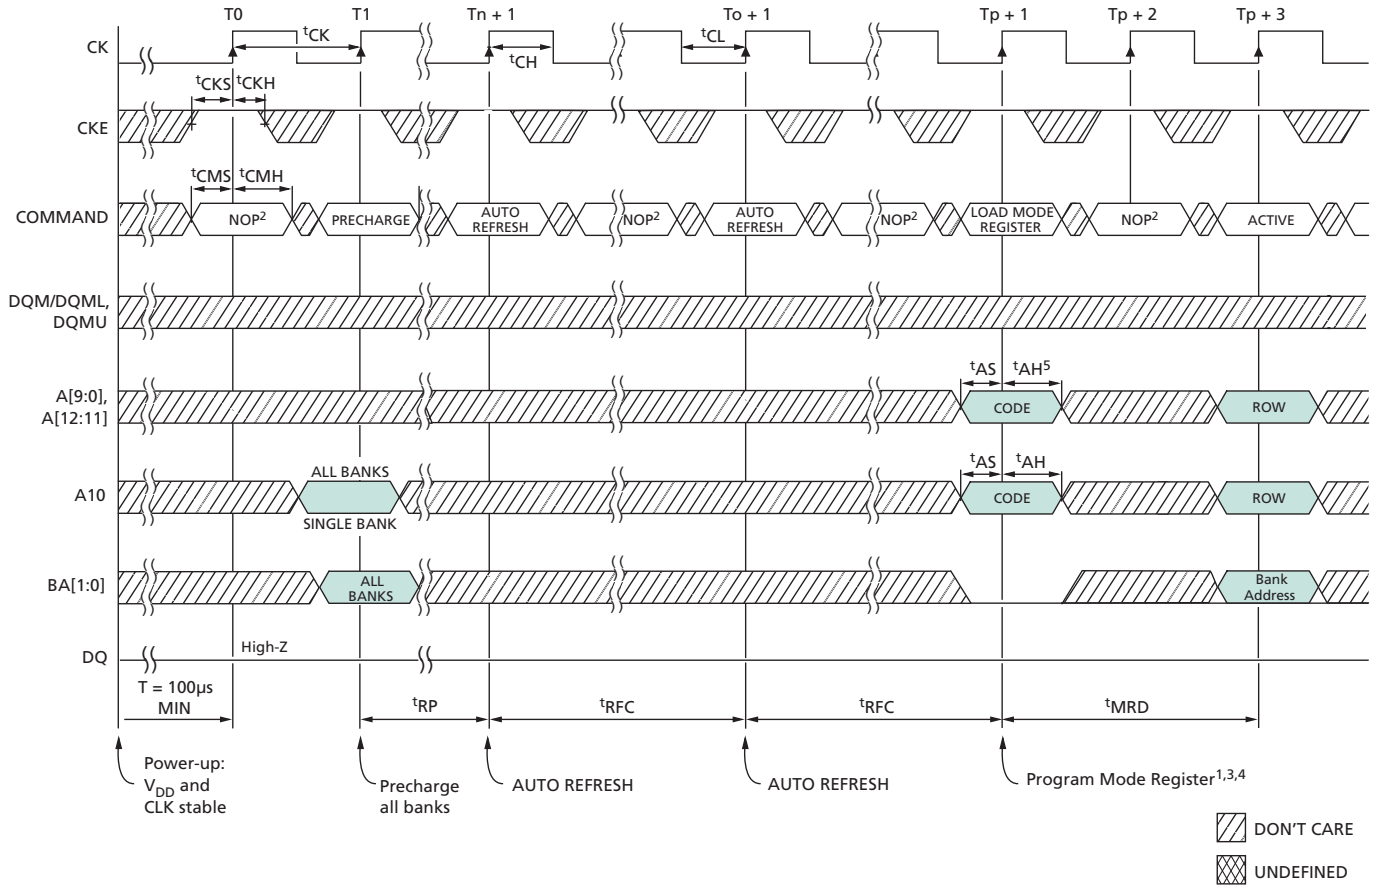 T0 T1 Tn + 1 To + 1 Tp + 1 Tp + 2 Tp + 3
CK
tCK
tCH
tCL
tCKS tCKH
CKE
tCMS tCMH
COMMAND
NOP2
PRECHARGE
AUTO
REFRESH
NOP2
AUTO
REFRESH
NOP2
LOAD MODE
REGISTER
NOP2
ACTIVE
DQM/DQML,
DQMU
A[9:0],
A[12:11]
tAS tAH5
CODE
ROW
A10
ALL BANKS
SINGLE BANK
tAS tAH
CODE
ROW
BA[1:0]
ALL
BANKS
Bank
Address
DQ
High-Z
T = 100µs
MIN
tRP
tRFC
tRFC
tMRD
Power-up:
VDD and
CLK stable
Precharge
all banks
AUTO REFRESH
AUTO REFRESH
Program Mode Register1,3,4
DON'T CARE
UNDEFINED